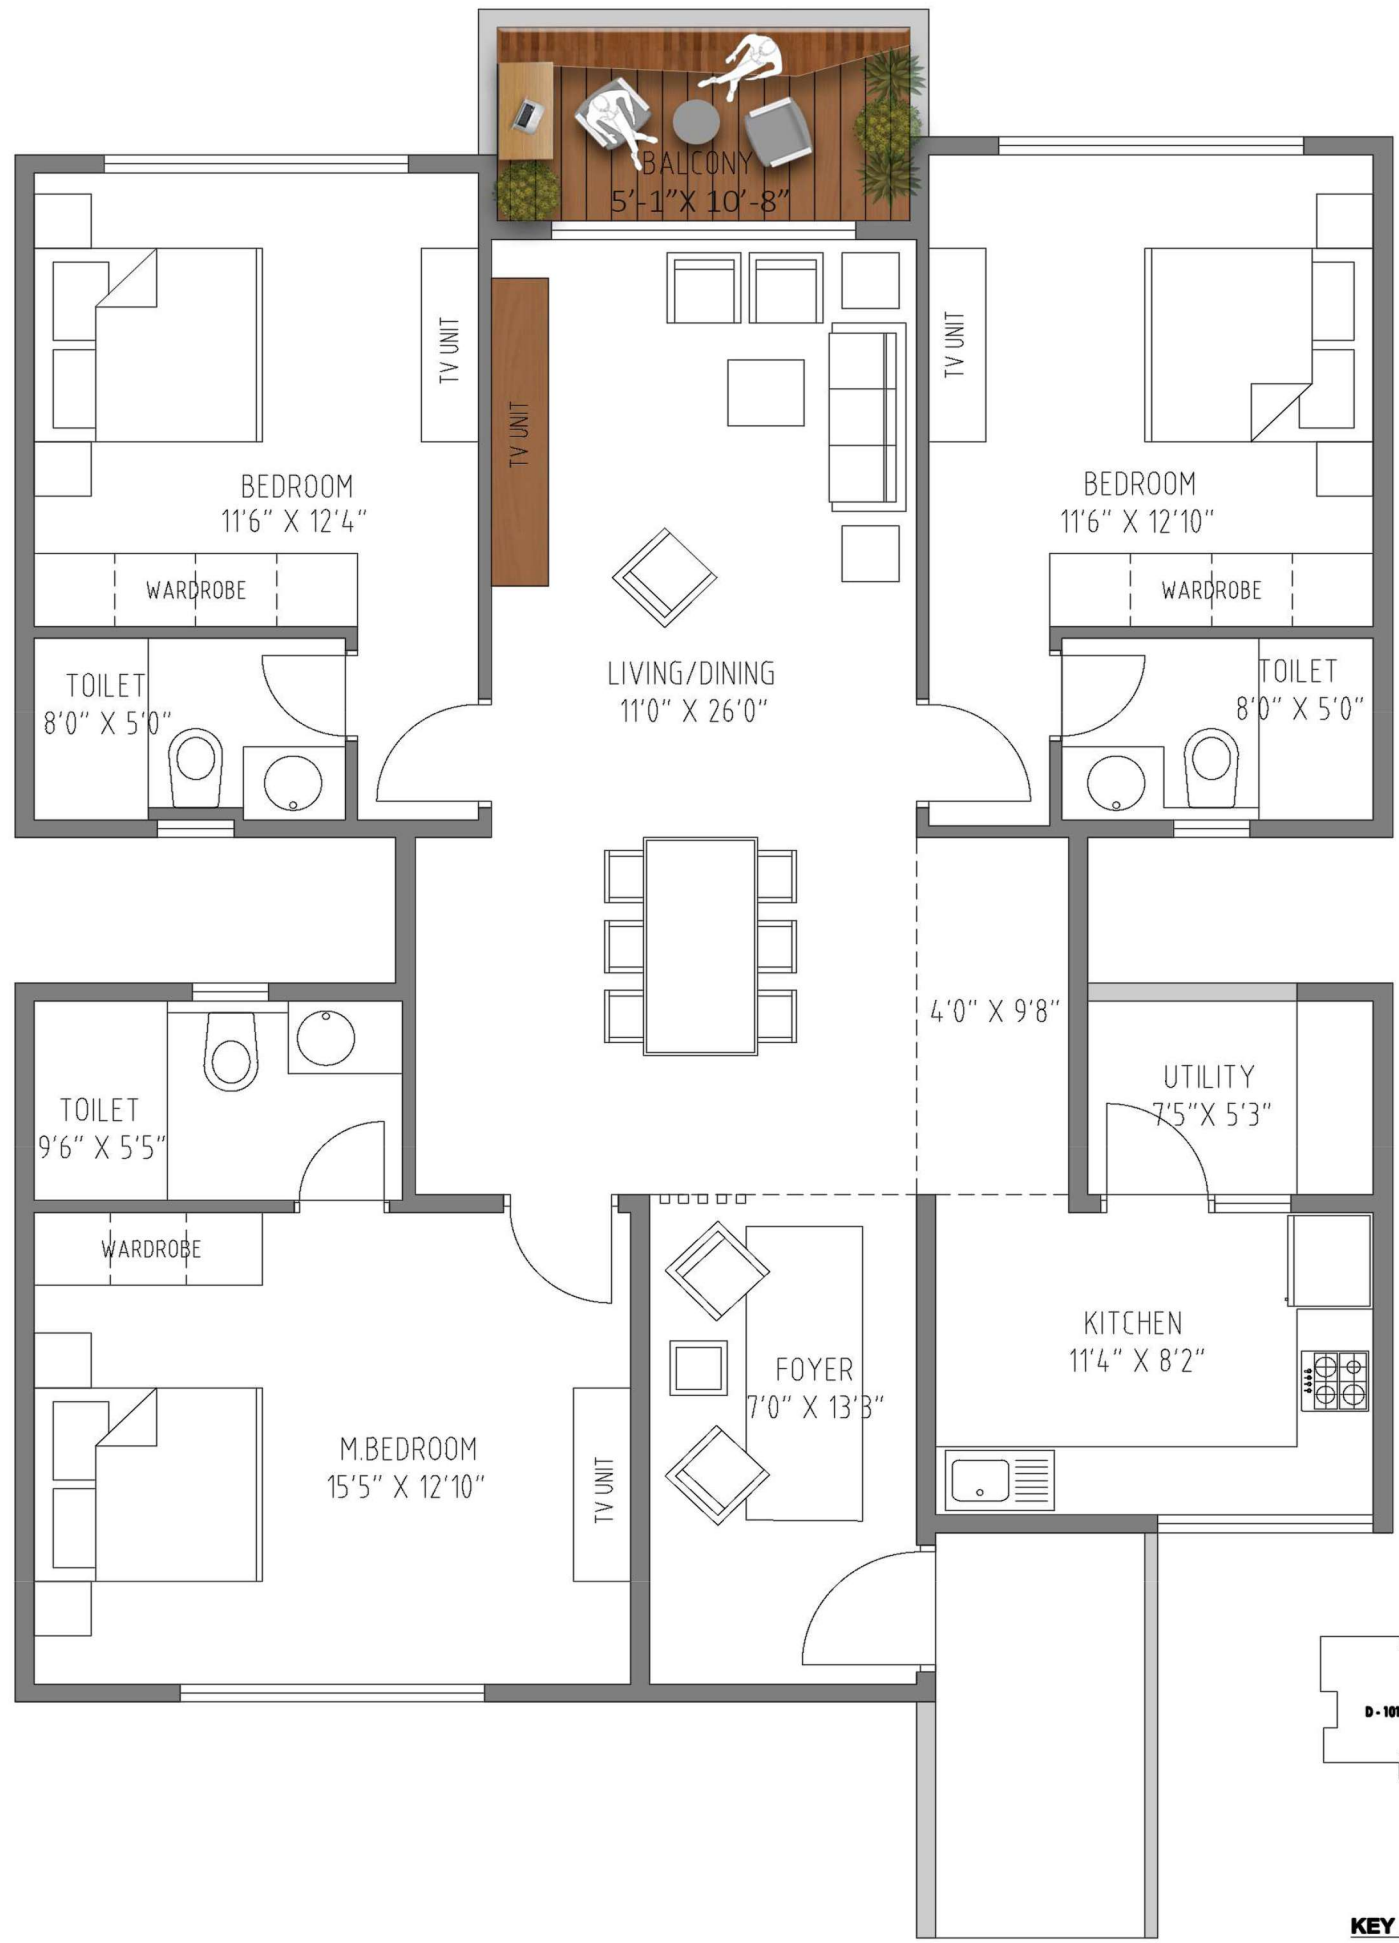 BALCONY
5'-1"X 10'-8"
TV UNIT
TV UNIT
TV UNIT
BEDROOM
11'6" X 12'4"
BEDROOM
11'6" X 12'10"
WARDROBE
WARDROBE
TOILET
8'0" X 5'0"
LIVING/DINING
11'0" X 26'0"
TOILET
8'0" X 5'0"
4'0" X 9'8"
TOILET
9'6" X 5'5"
UTILITY
7'5"X 5'3"
WARDROBE
KITCHEN
11'4" X 8'2"
FOYER
7'0" X 13'3"
M.BEDROOM
15'5" X 12'10"
TV UNIT
D - 101
KEY